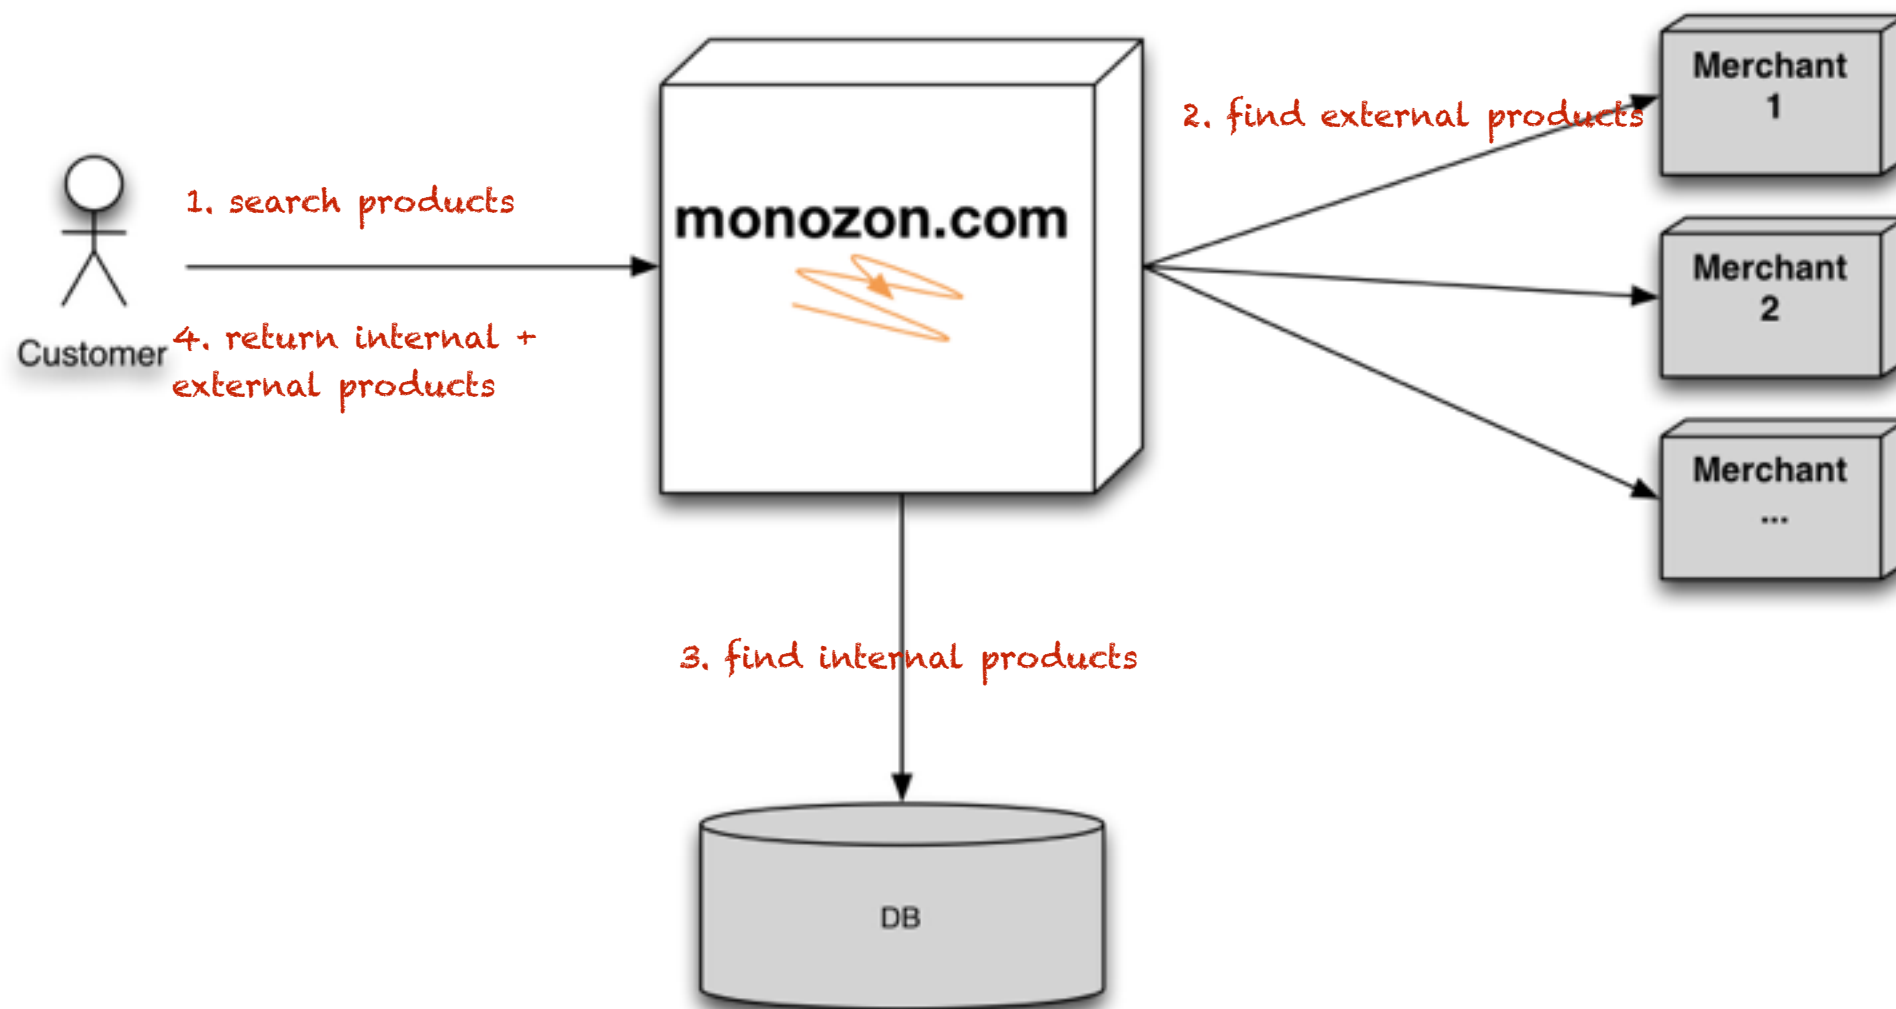 Customer
1. search products
4. return internal +
external products
monozon.com
2. find external products
Merchant
1
Merchant
2
Merchant
...
3. find internal products
DB